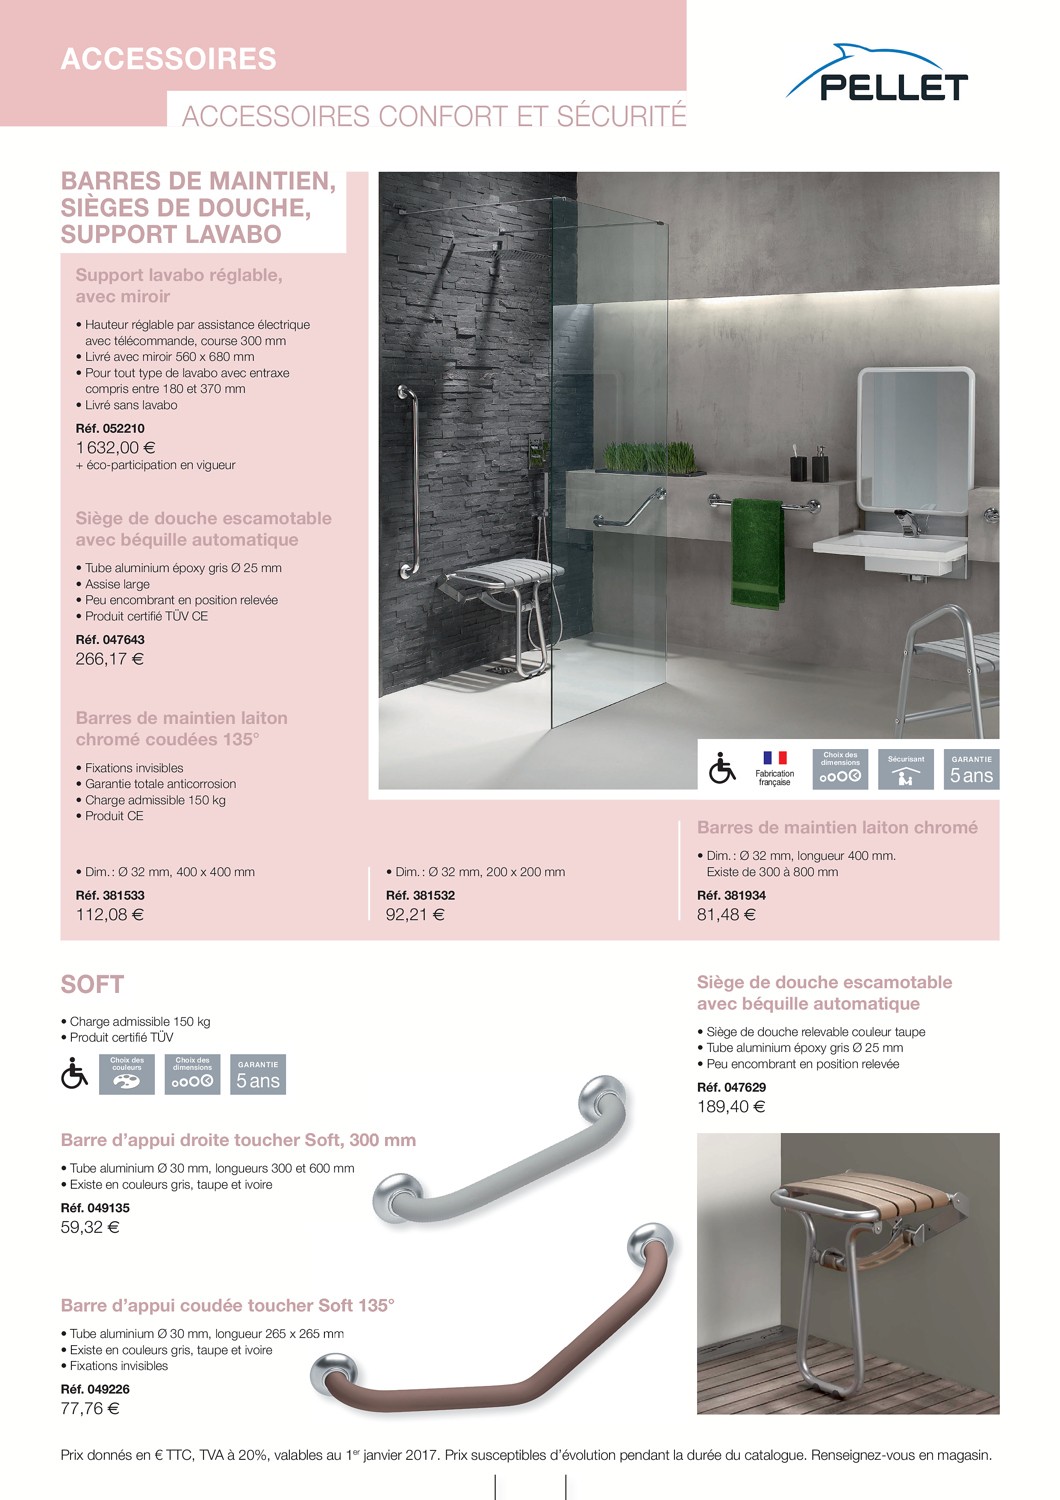 ACCESSOIRES
ACCESSOIRES CONFORT ET SÉCURITÉ
PELLET
BARRES DE MAINTIEN,
SIÈGES DE DOUCHE,
SUPPORT LAVABO
Support lavabo réglable,
avec miroir
• Hauteur réglable par assistance électrique
avec télécommande, course 300 mm
• Livré avec miroir 560 x 680 mm
• Pour tout type de lavabo avec entraxe
compris entre 180 et 370 mm
• Livré sans lavabo
Réf. 052210
1 632,00 €
+ éco-participation en vigueur
Siège de douche escamotable
avec béquille automatique
• Tube aluminium époxy gris Ø 25 mm
• Assise large
• Peu encombrant en position relevée
• Produit certifié TÜV CE
Réf. 047643
266,17 €
Barres de maintien laiton
chromé coudées 135°
• Fixations invisibles
• Garantie totale anticorrosion
• Charge admissible 150 kg
• Produit CE
• Dim. : Ø 32 mm, 400 x 400 mm
Réf. 381533
112,08 €
• Dim. : Ø 32 mm, 200 x 200 mm
Réf. 381532
92,21 €
Fabrication
française
Choix des
dimensions
Sécurisant
GARANTIE
5 ans
Barres de maintien laiton chromé
• Dim. : Ø 32 mm, longueur 400 mm.
Existe de 300 à 800 mm
Réf. 381934
81,48 €
SOFT
• Charge admissible 150 kg
• Produit certifié TÜV
Choix des
couleurs
Choix des
dimensions
GARANTIE
5 ans
Barre d'appui droite toucher Soft, 300 mm
• Tube aluminium Ø 30 mm, longueurs 300 et 600 mm
• Existe en couleurs gris, taupe et ivoire
Réf. 049135
59,32 €
Barre d'appui coudée toucher Soft 135°
• Tube aluminium Ø 30 mm, longueur 265 x 265 mm
• Existe en couleurs gris, taupe et ivoire
• Fixations invisibles
Réf. 049226
77,76 €
Siège de douche escamotable
avec béquille automatique
• Siège de douche relevable couleur taupe
• Tube aluminium époxy gris Ø 25 mm
• Peu encombrant en position relevée
Réf. 047629
189,40 €
Prix donnés en € TTC, TVA à 20%, valables au 1er janvier 2017. Prix susceptibles d'évolution pendant la durée du catalogue. Renseignez-vous en magasin.